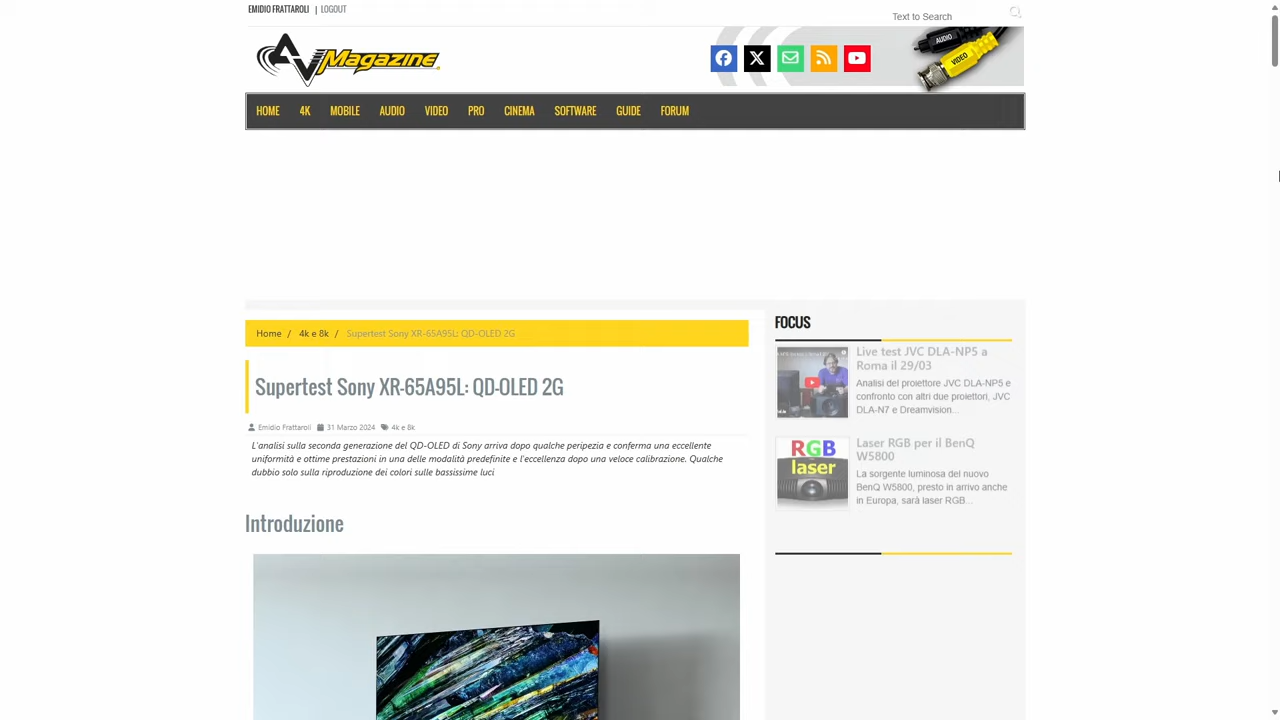 EMIDIO FRATTAROLI | LOGOUT
Text to Search
AV Magazine
AUDIO
VIDEO
HOME 4K MOBILE AUDIO VIDEO PRO CINEMA SOFTWARE GUIDE FORUM
Home / 4k e 8k / Supertest Sony XR-65A95L: QD-OLED 2G
Supertest Sony XR-65A95L: QD-OLED 2G
Emidio Frattaroli 31 Marzo 2024 4k e 8k
L'analisi sulla seconda generazione del QD-OLED di Sony arriva dopo qualche peripezia e conferma una eccellente
uniformità e ottime prestazioni in una delle modalità predefinite e l'eccellenza dopo una veloce calibrazione. Qualche
dubbio solo sulla riproduzione dei colori sulle bassissime luci
Introduzione
FOCUS
Live test JVC DLA-NP5 a
Roma il 29/03
Analisi del proiettore JVC DLA-NP5 e
confronto con altri due proiettori, JVC
DLA-N7 e Dreamvision...
RGB
laser
Laser RGB per il BenQ
W5800
La sorgente luminosa del nuovo
BenQ W5800, presto in arrivo anche
in Europa, sarà laser RGB...